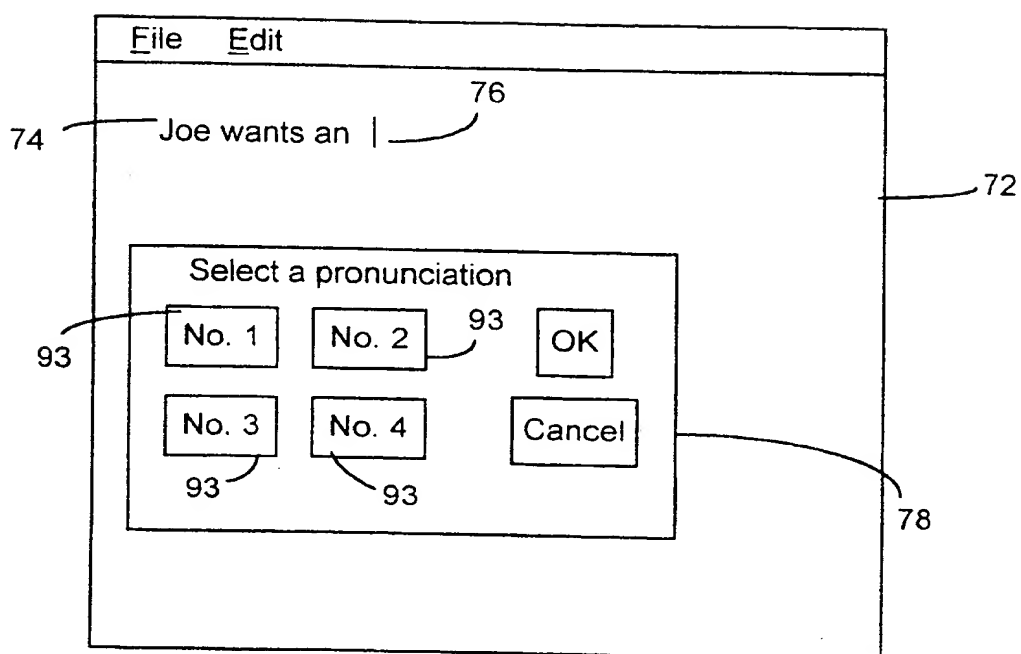 File Edit
76
74 Joe wants an
72
Select a pronunciation
93 No. 1 No. 2 93 OK
No. 3 No. 4 Cancel
93 93
78